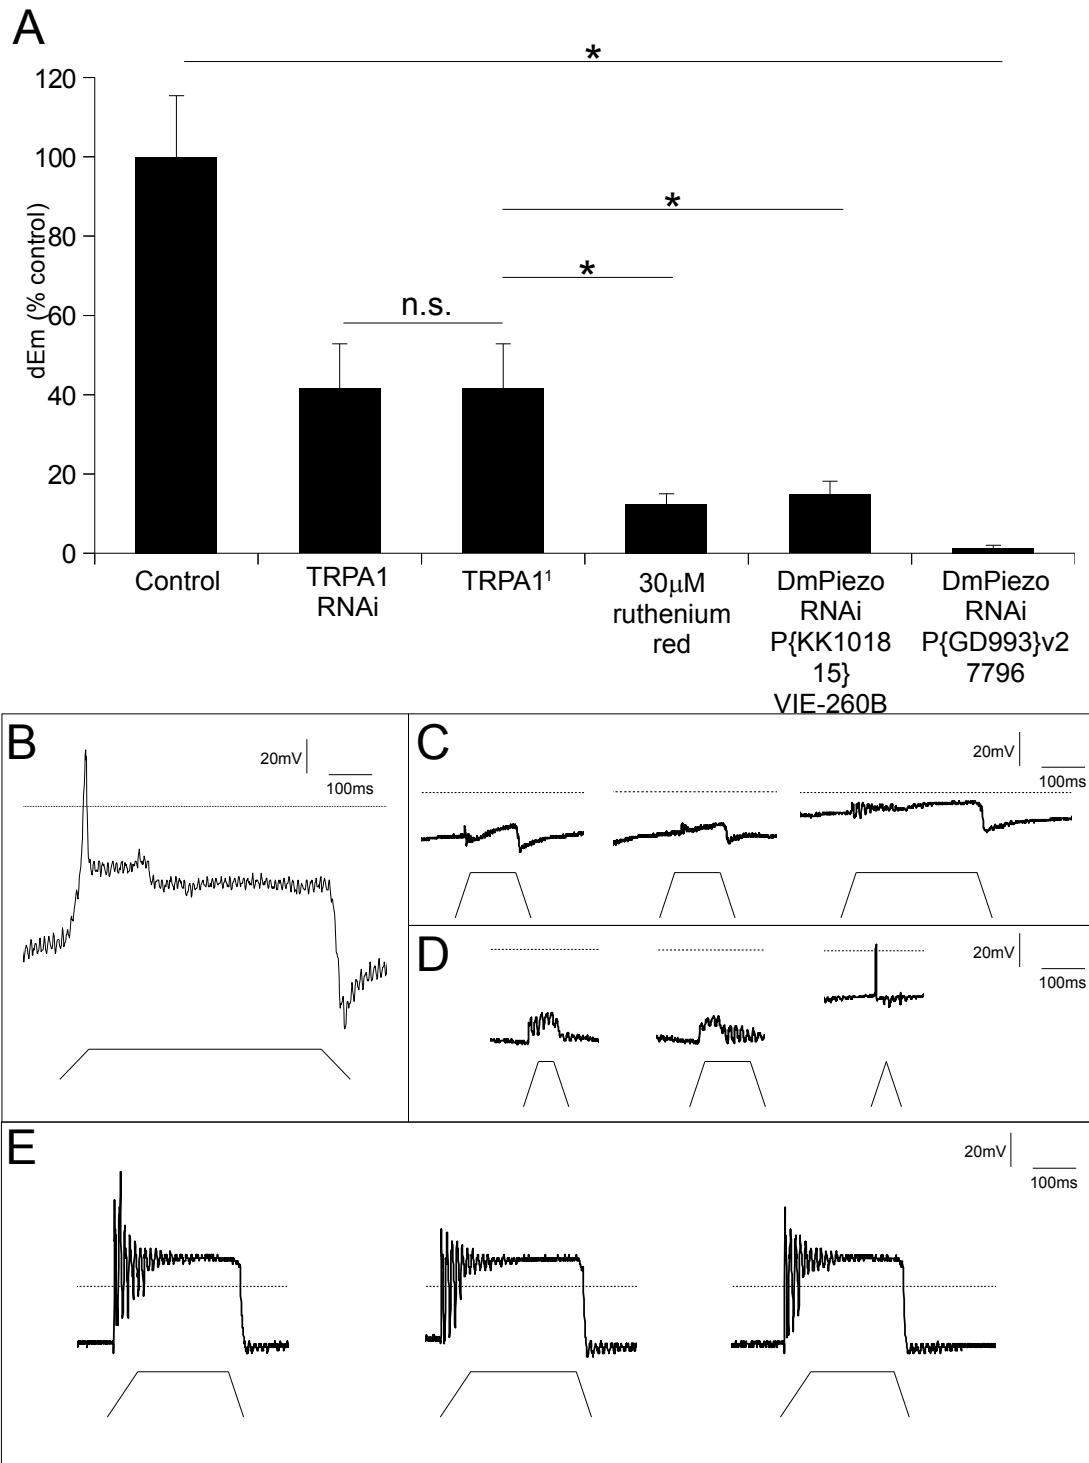 A
*
120
100
80
60
40
20
0
dEm (% control)
*
*
n.s.
Control
TRPA1
RNAi
TRPA1¹
30μM
ruthenium
red
DmPiezo
RNAi
P{KK1018
15}
VIE-260B
DmPiezo
RNAi
P{GD993}v2
7796
B
20mV
100ms
C
20mV
100ms
D
20mV
100ms
E
20mV
100ms